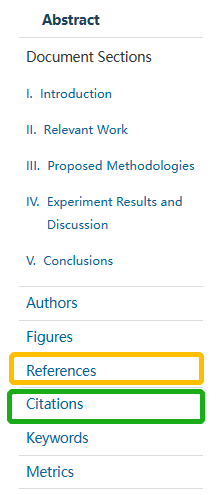 Abstract
Document Sections
I. Introduction
II. Relevant Work
III. Proposed Methodologies
IV. Experiment Results and
Discussion
V. Conclusions
Authors
Figures
References
Citations
Keywords
Metrics